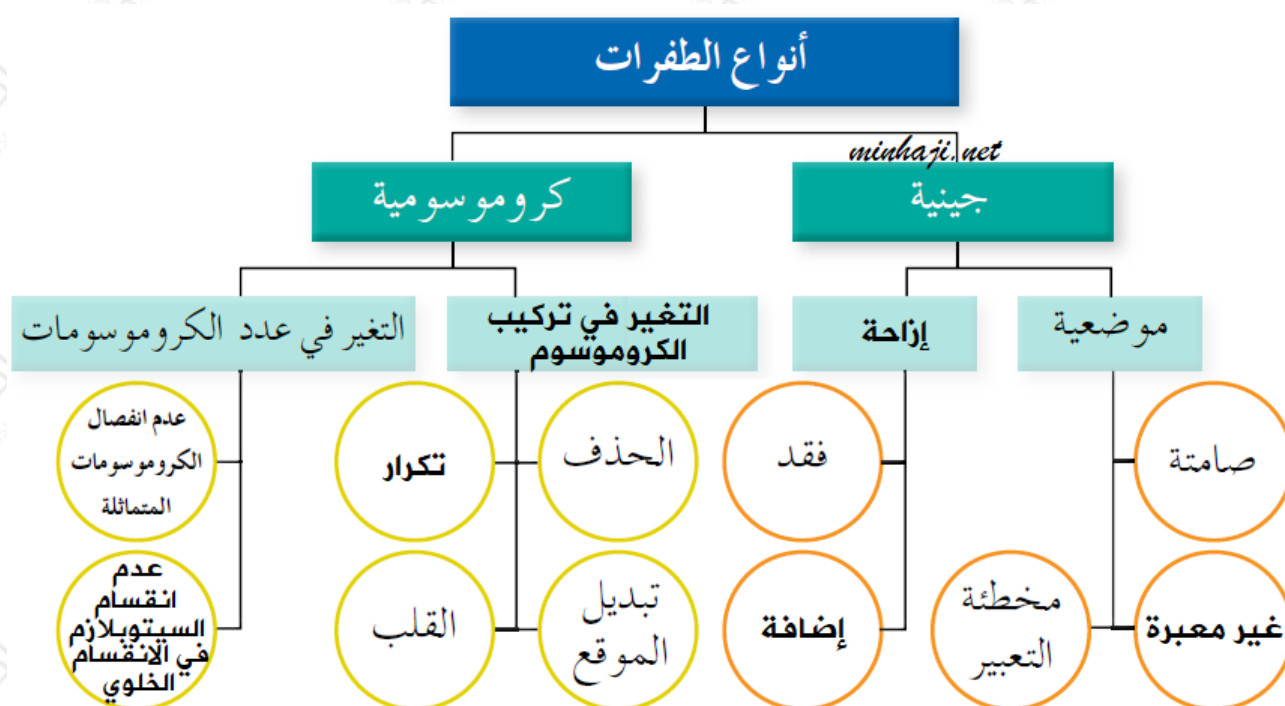 أنواع الطفرات
minhaji.net
جينية
كروموسومية
موضعية
إزاحة
التغير في تركيب
الكروموسوم
التغير في عدد الكروموسومات
صامتة
فقد
الحذف
تكرار
عدم انفصال
الكروموسومات
المتماثلة
غير معبرة
مخطئة
التعبير
إضافة
تبديل
الموقع
القلب
عدم
انقسام
السيتوبلازم
في الانقسام
الخلوي